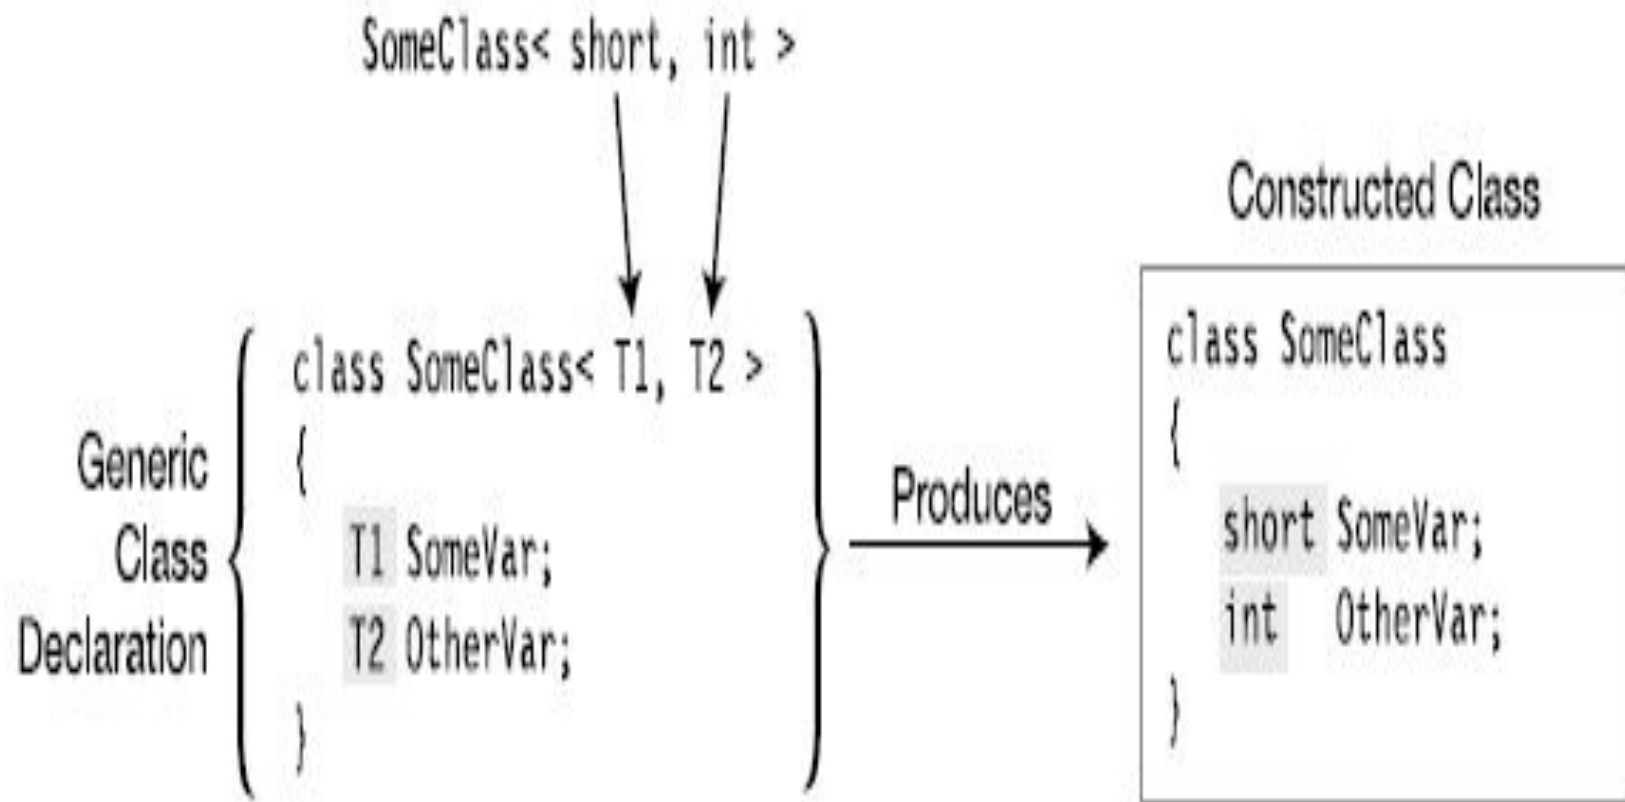 SomeClass< short, int >
Generic
Class
Declaration
class SomeClass< T1, T2 >
{
T1 SomeVar;
T2 OtherVar;
}
Produces
Constructed Class
class SomeClass
{
short SomeVar;
int OtherVar;
}